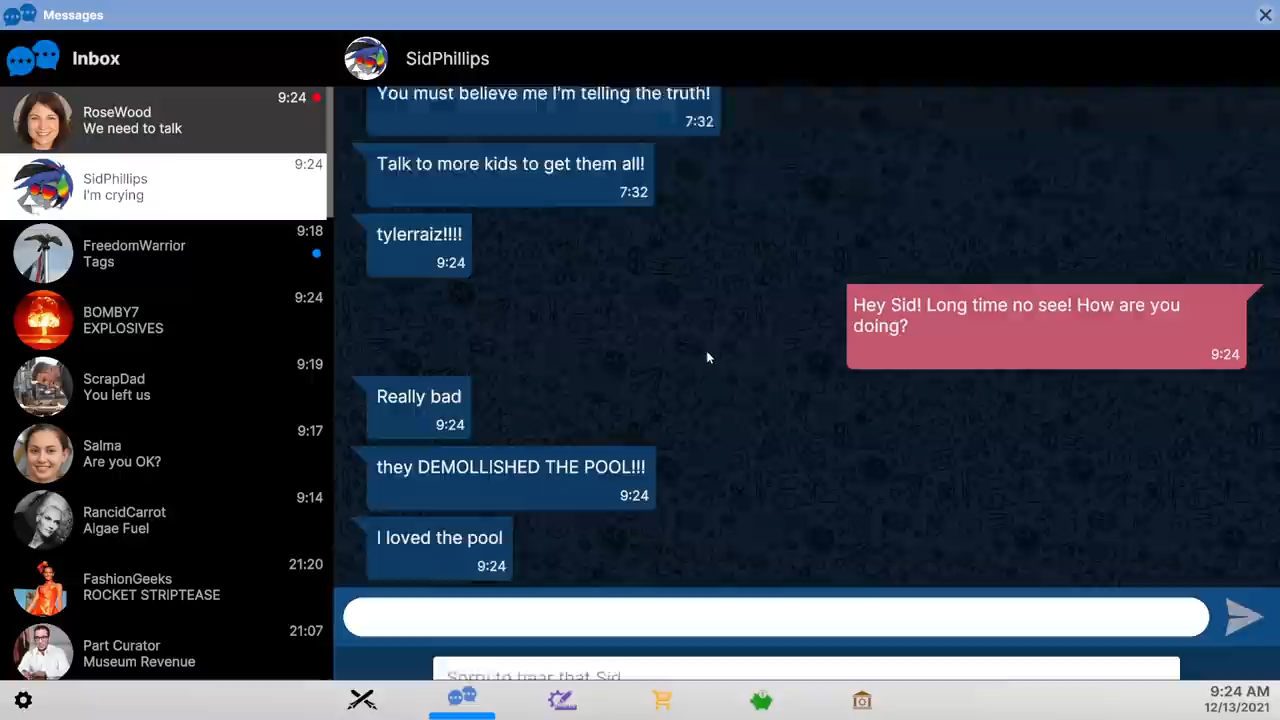 Messages
Inbox
SidPhillips
9:24
RoseWood
We need to talk
9:24
SidPhillips
I'm crying
9:18
FreedomWarrior
Tags
9:24
BOMBY7
EXPLOSIVES
9:19
ScrapDad
You left us
9:17
Salma
Are you OK?
9:14
RancidCarrot
Algae Fuel
21:20
FashionGeeks
ROCKET STRIPTEASE
21:07
Part Curator
Museum Revenue
You must believe me I'm telling the truth!
7:32
Talk to more kids to get them all!
7:32
tylerraiz!!!!
9:24
Hey Sid! Long time no see! How are you
doing?
9:24
Really bad
9:24
they DEMOLLISHED THE POOL!!!
9:24
I loved the pool
9:24
Sorry to hear that Sid
9:24 AM
12/13/2021